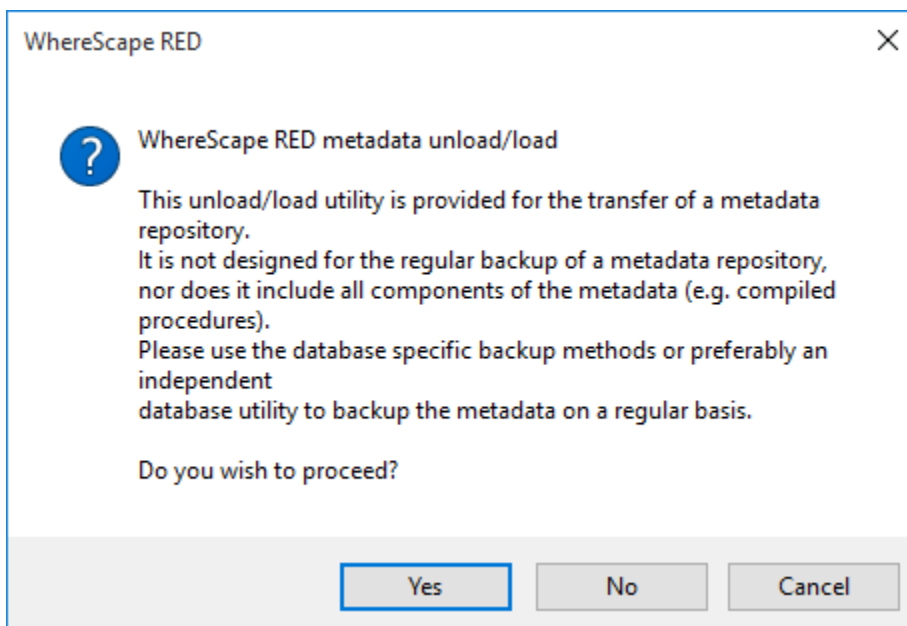 WhereScape RED
?
WhereScape RED metadata unload/load
This unload/load utility is provided for the transfer of a metadata
repository.
It is not designed for the regular backup of a metadata repository,
nor does it include all components of the metadata (e.g. compiled
procedures).
Please use the database specific backup methods or preferably an
independent
database utility to backup the metadata on a regular basis.
Do you wish to proceed?
Yes No Cancel